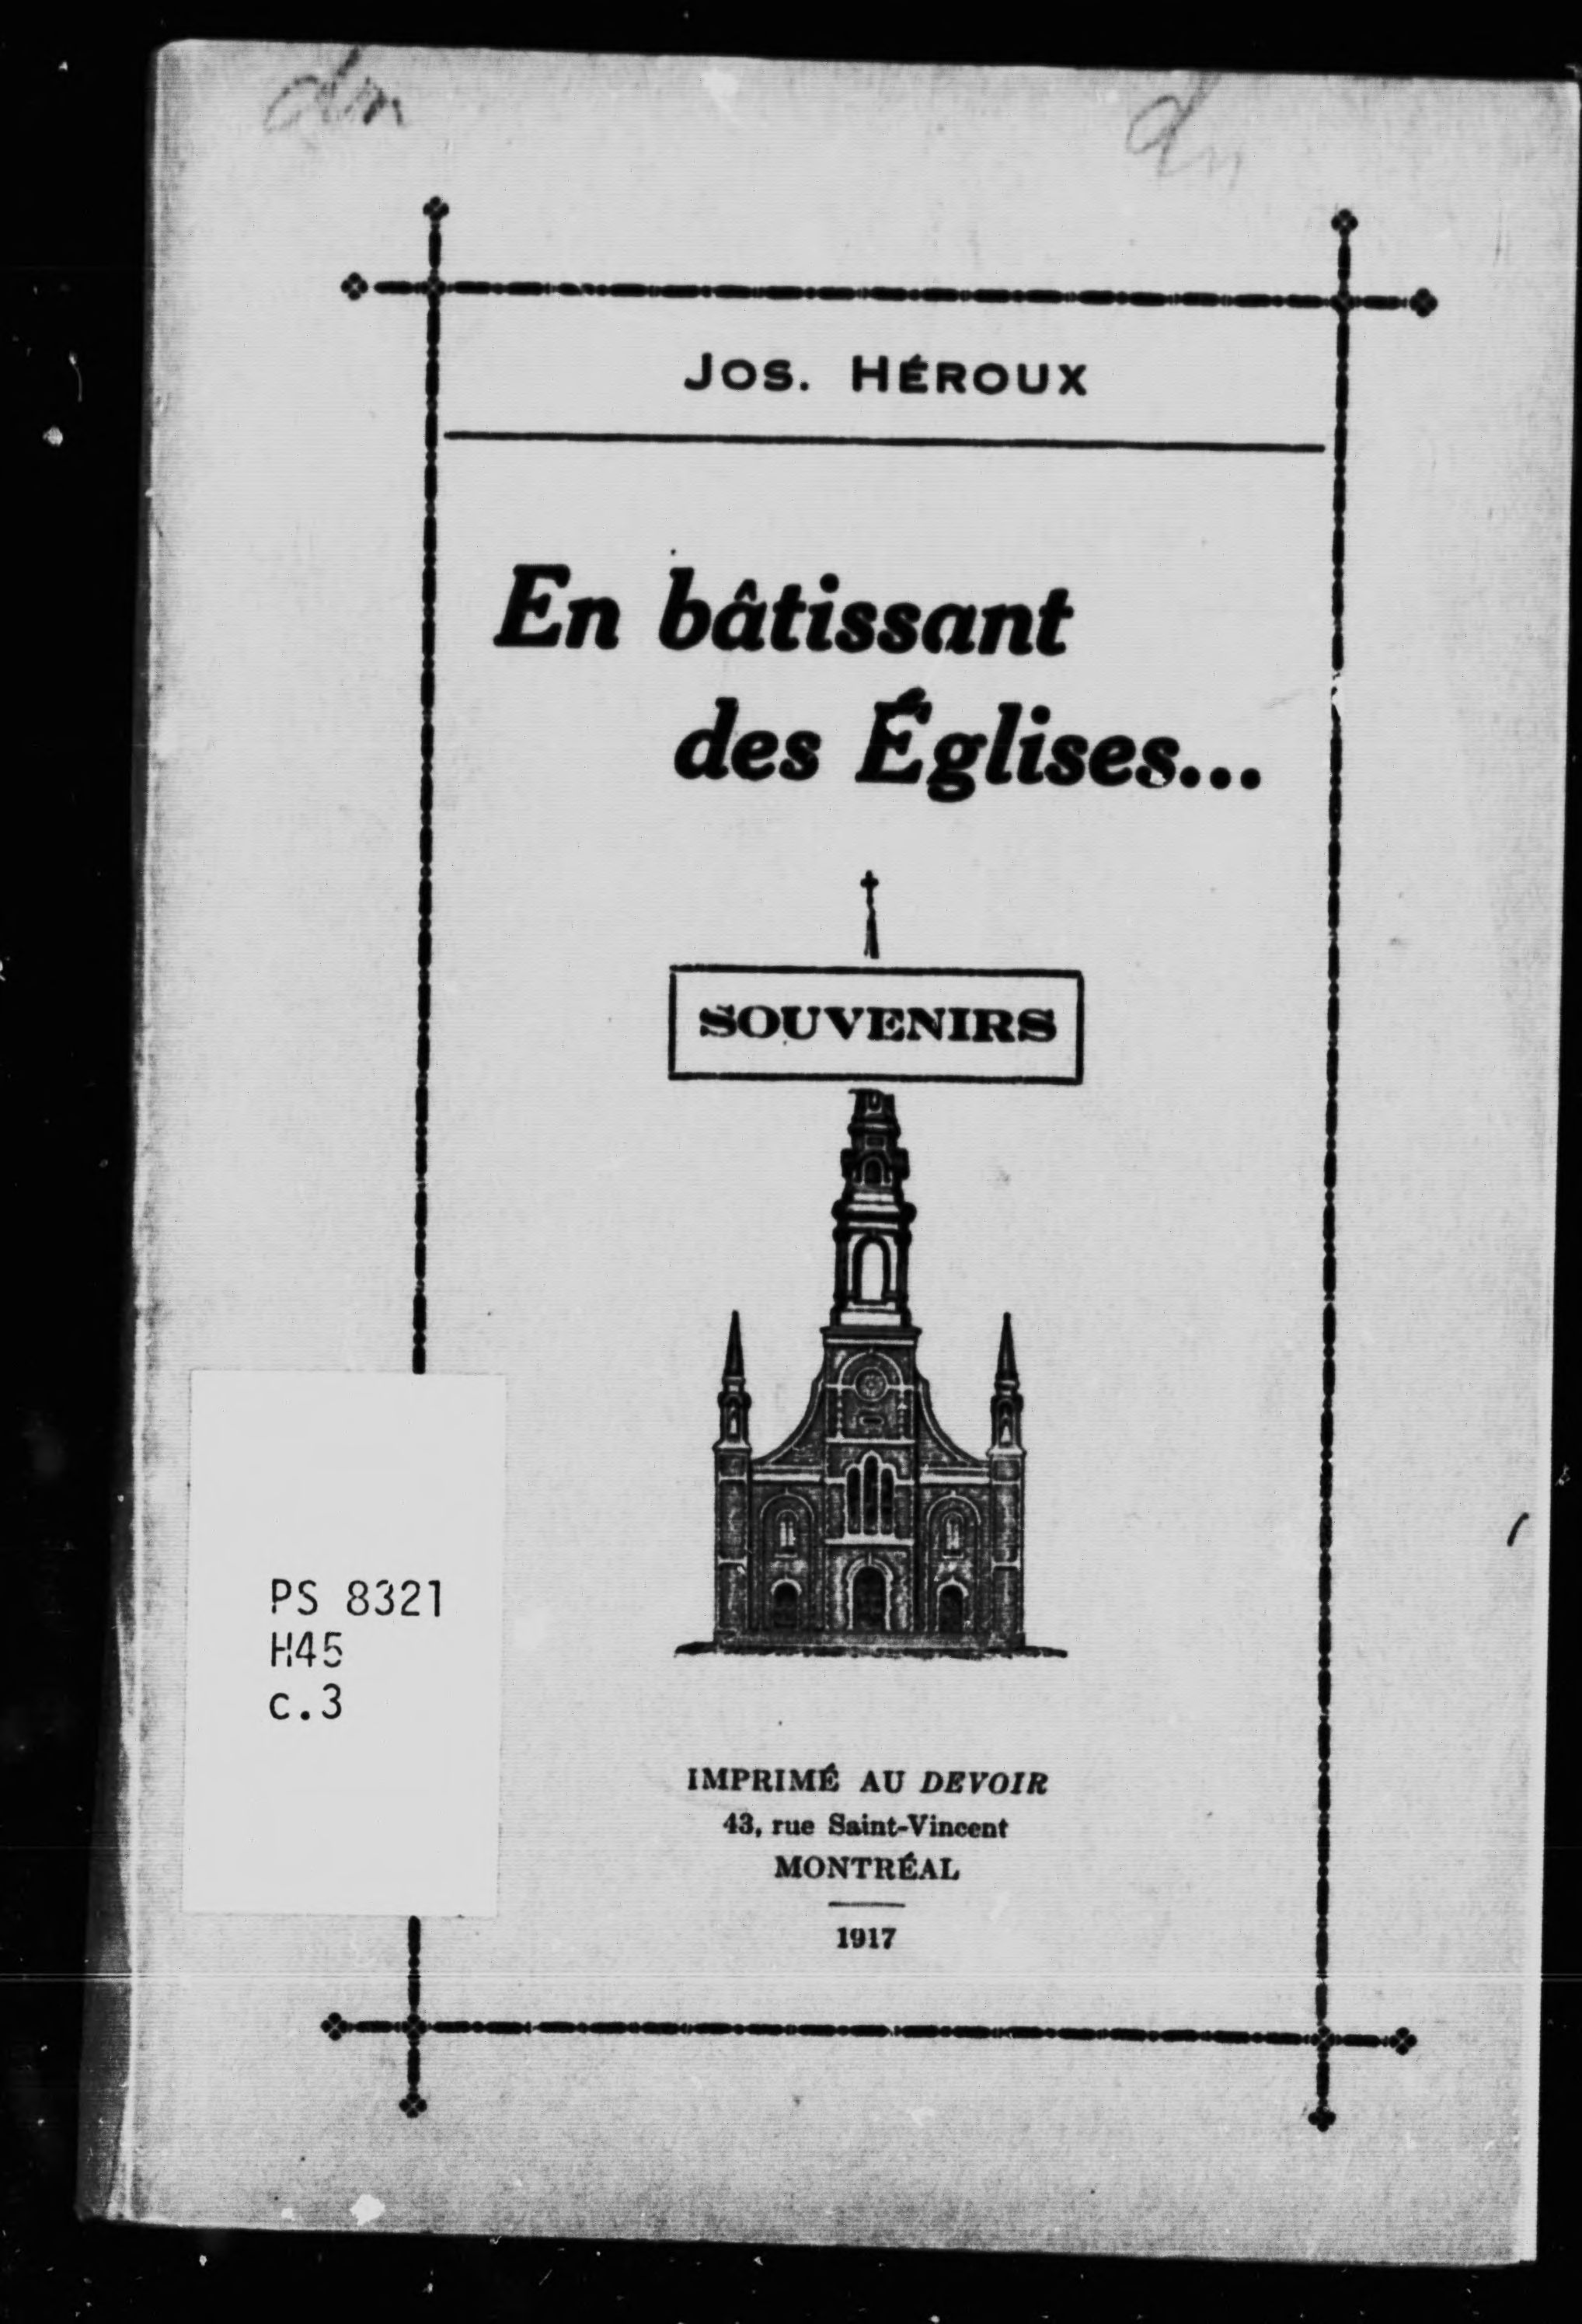 Jos. HÉROUX
En bâtissant
des Églises...
SOUVENIRS
PS 8321
H45
c.3
IMPRIMÉ AU DEVOIR
43, rue Saint-Vincent
MONTRÉAL
1917